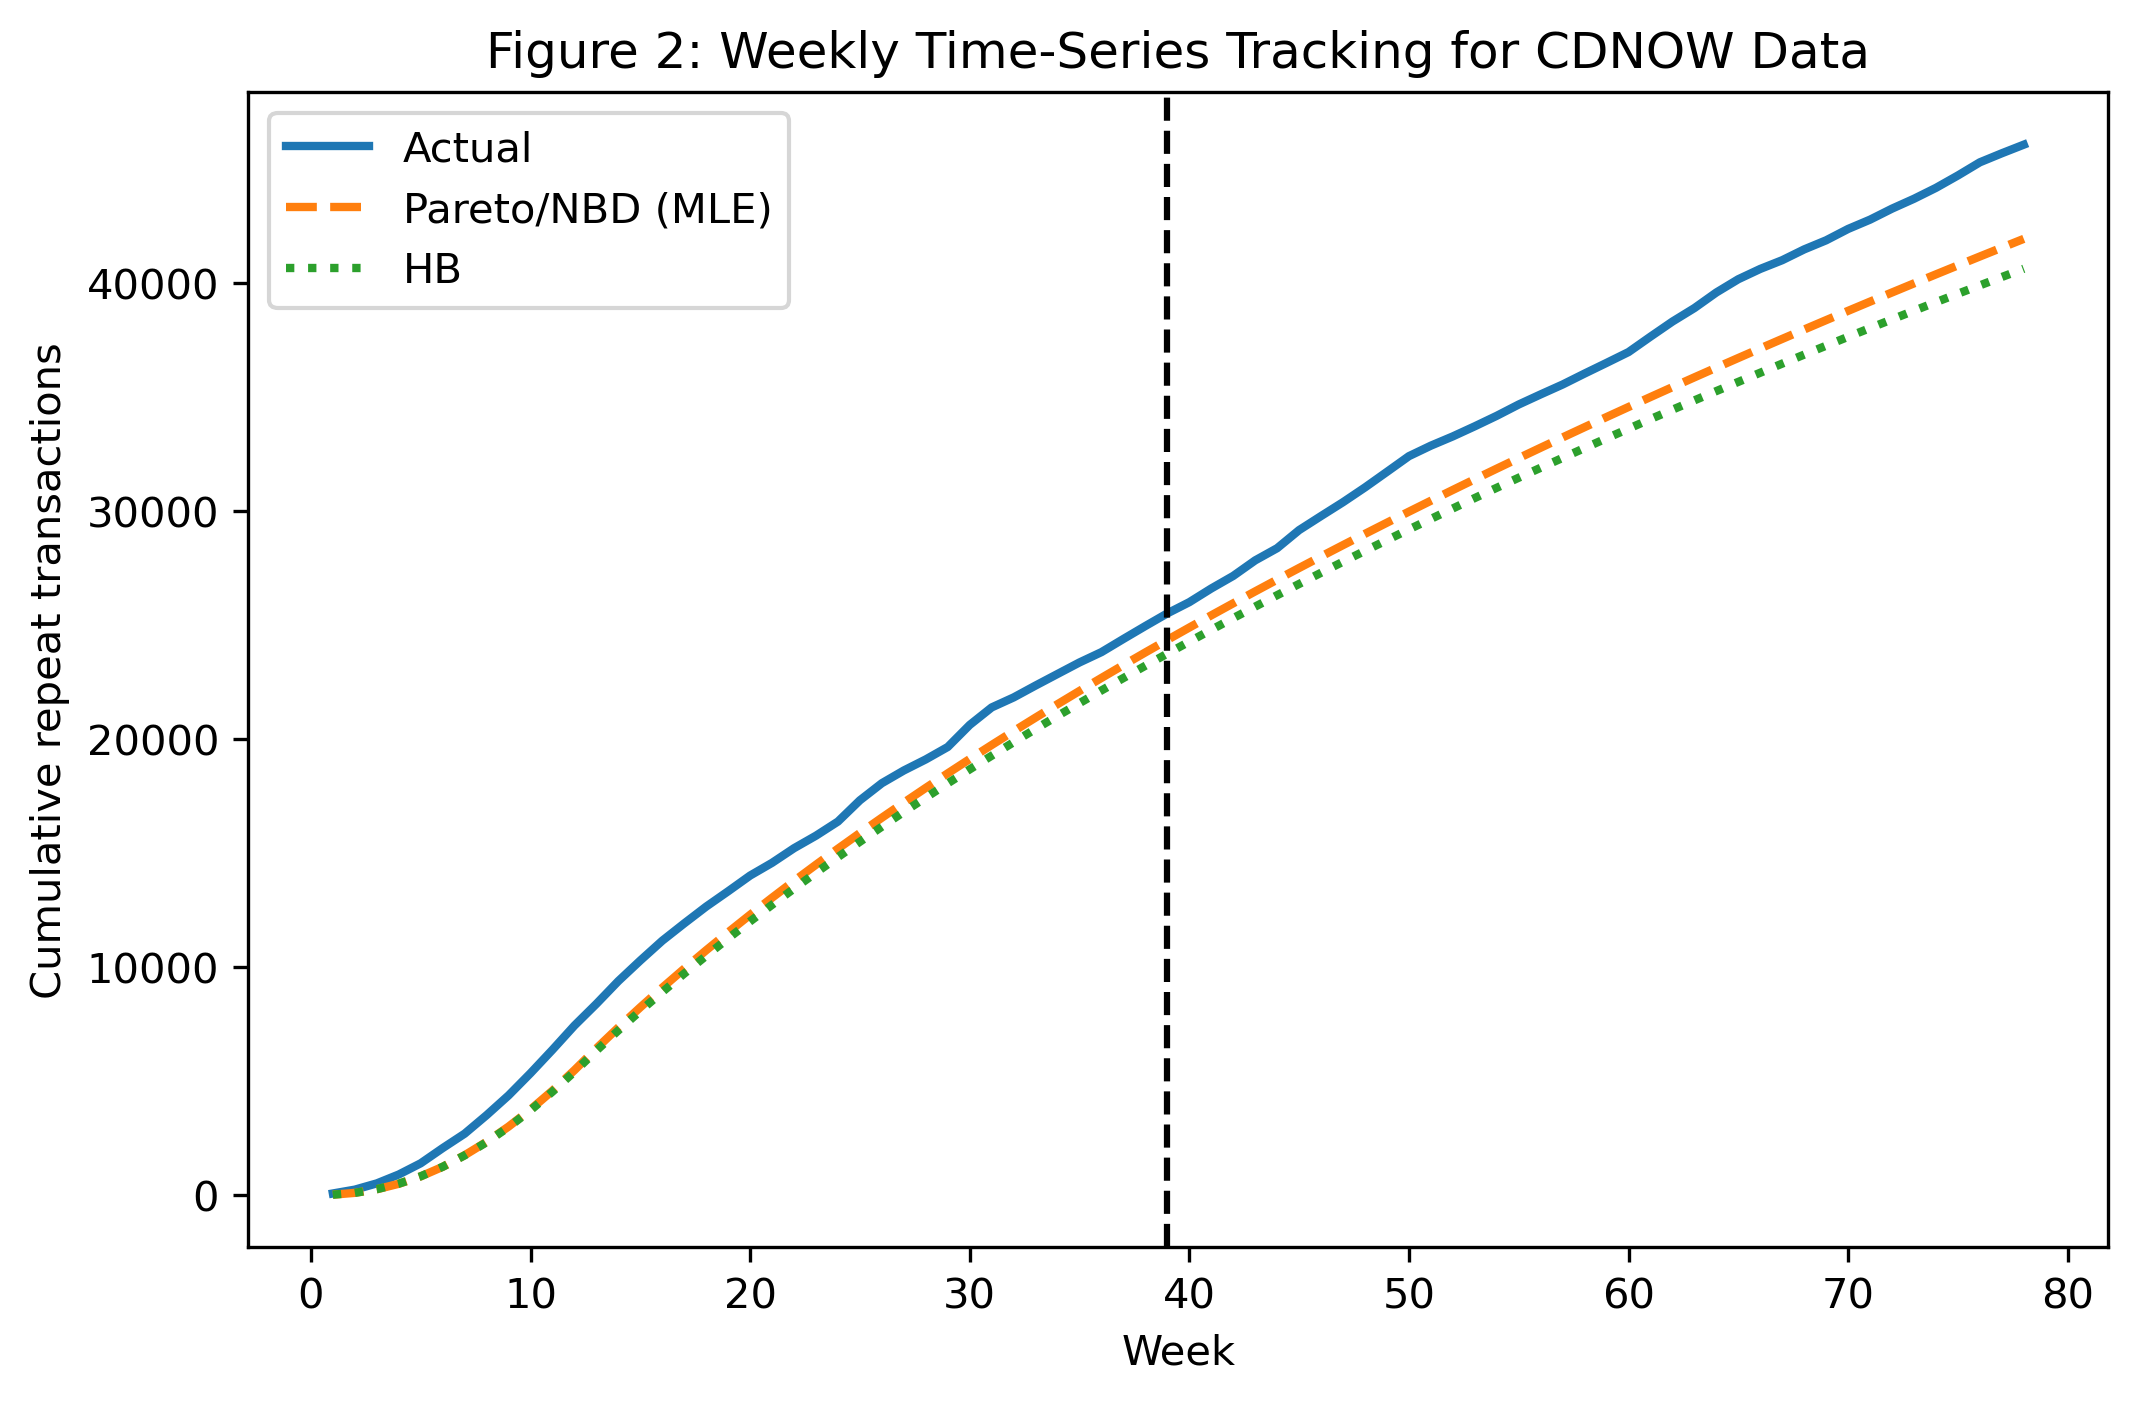 Figure 2: Weekly Time-Series Tracking for CDNOW Data
Actual
Pareto/NBD (MLE)
HB
Cumulative repeat transactions
40000
30000
20000
10000
0
0 10 20 30 40 50 60 70 80
Week